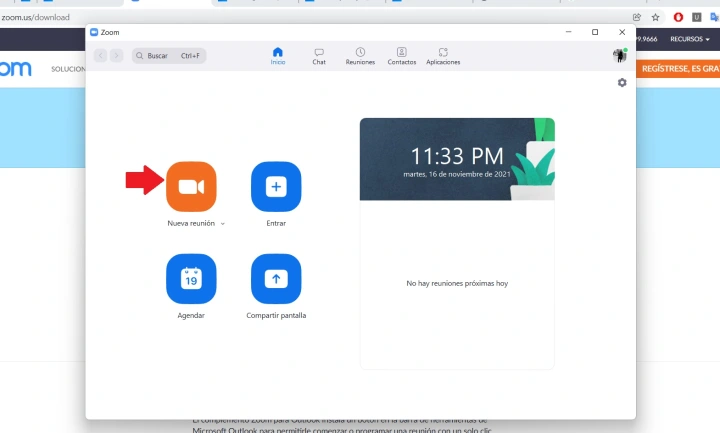 zoom.us/download
Zoom
99.9666
RECURSOS
om
SOLUCION
REGÍSTRESE, ES GRA
Buscar Ctrl+F
Inicio
Chat
Reuniones
Contactos
Aplicaciones
11:33 PM
martes, 16 de noviembre de 2021
Nueva reunión
Entrar
19
Agendar
Compartir pantalla
No hay reuniones próximas hoy
El complemento Zoom para Outlook instala un botón en la barra de herramientas de
Microsoft Outlook para permitirle comenzar o programar una reunión con un solo clic